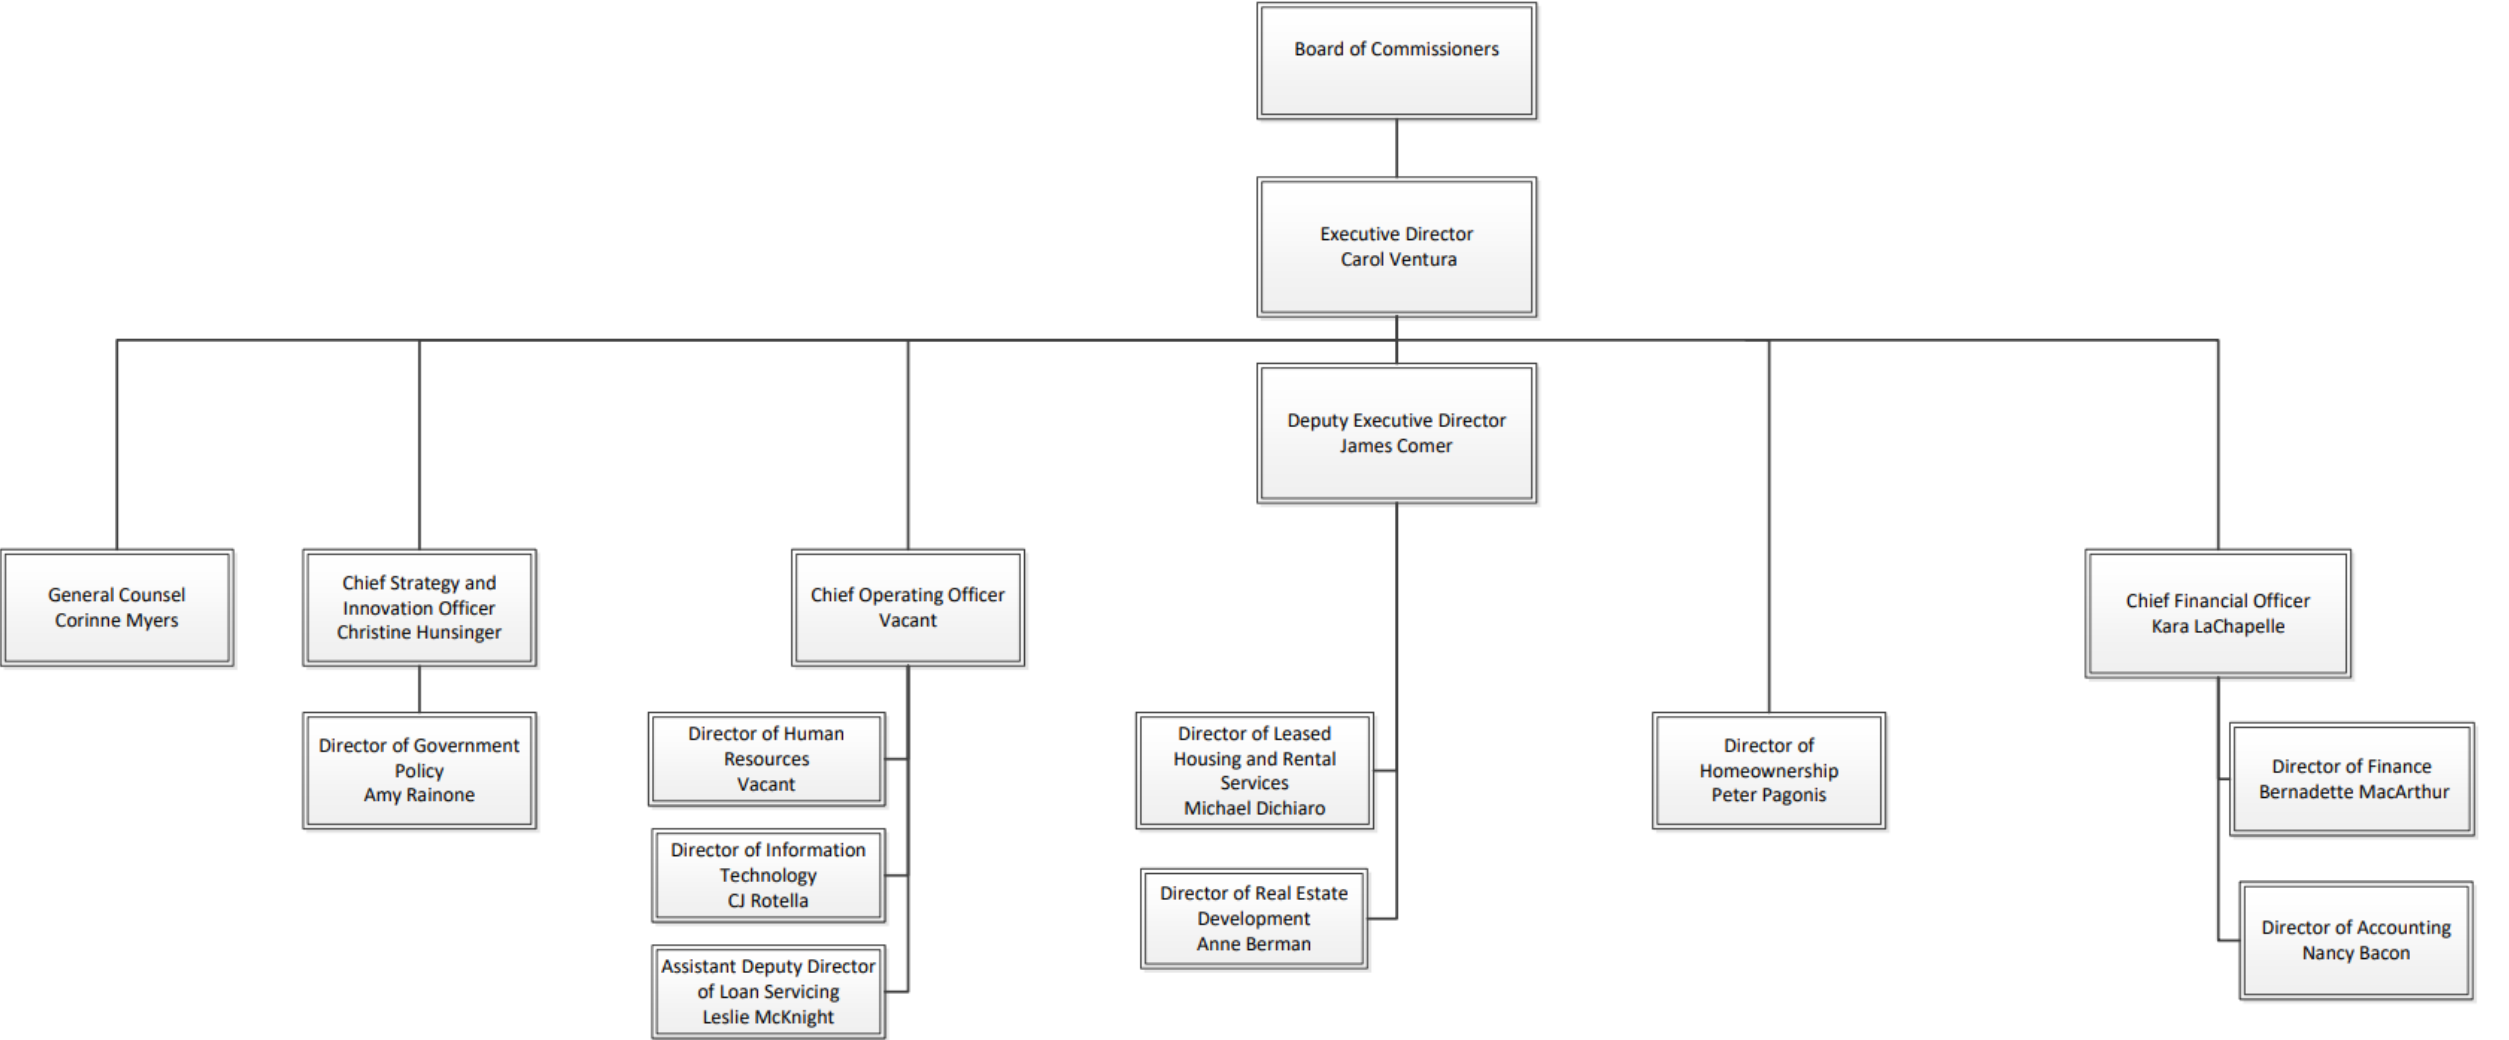 Board of Commissioners
Executive Director
Carol Ventura
Deputy Executive Director
James Comer
General Counsel
Corinne Myers
Chief Strategy and
Innovation Officer
Christine Hunsinger
Chief Operating Officer
Vacant
Chief Financial Officer
Kara LaChapelle
Director of Government
Policy
Amy Rainone
Director of Human
Resources
Vacant
Director of Information
Technology
CJ Rotella
Assistant Deputy Director
of Loan Servicing
Leslie McKnight
Director of Leased
Housing and Rental
Services
Michael Dichiaro
Director of Real Estate
Development
Anne Berman
Director of
Homeownership
Peter Pagonis
Director of Finance
Bernadette MacArthur
Director of Accounting
Nancy Bacon